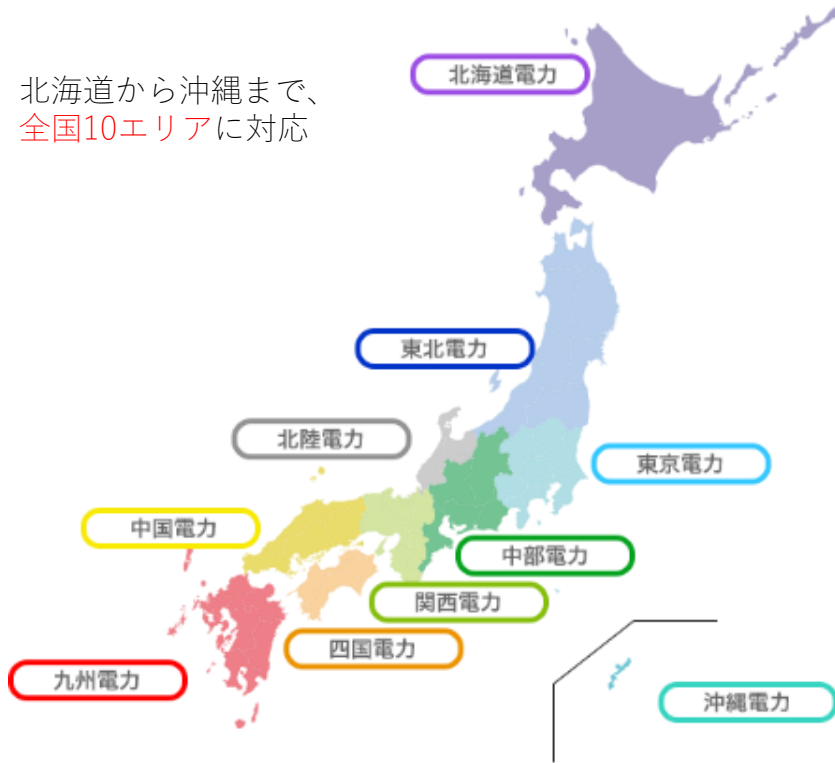 北海道電力
北海道から沖縄まで、
全国10エリアに対応
東北電力
北陸電力
東京電力
中国電力
中部電力
関西電力
四国電力
九州電力
沖縄電力